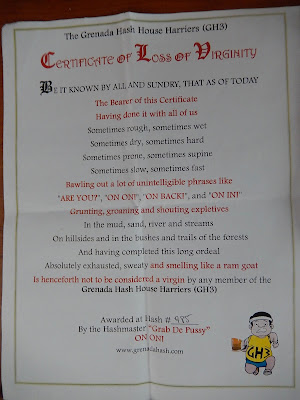 The Grenada Hash House Harriers (GH3)
Certificate of Loss of Virginity
Be it known by all and sundry, that as of today
The Bearer of this Certificate
Having done it with all of us
Sometimes rough, sometimes wet
Sometimes dry, sometimes hard
Sometimes prone, sometimes supine
Sometimes slow, sometimes fast
Bawling out a lot of unintelligible phrases like
"ARE YOU?", "ON ON!", "ON BACK!", and "ON IN!"
Grunting, groaning and shouting expletives
In the mud, sand, river and streams
On hillsides and in the bushes and trails of the forests
And having completed this long ordeal
Absolutely exhausted, sweaty and smelling like a ram goat
Is henceforth not to be considered a virgin by any member of the
Grenada Hash House Harriers (GH3)
Awarded at Hash # 985
By the Hashmaster "Grab De Pussy"
ON ON!
www.grenadahash.com
GH3